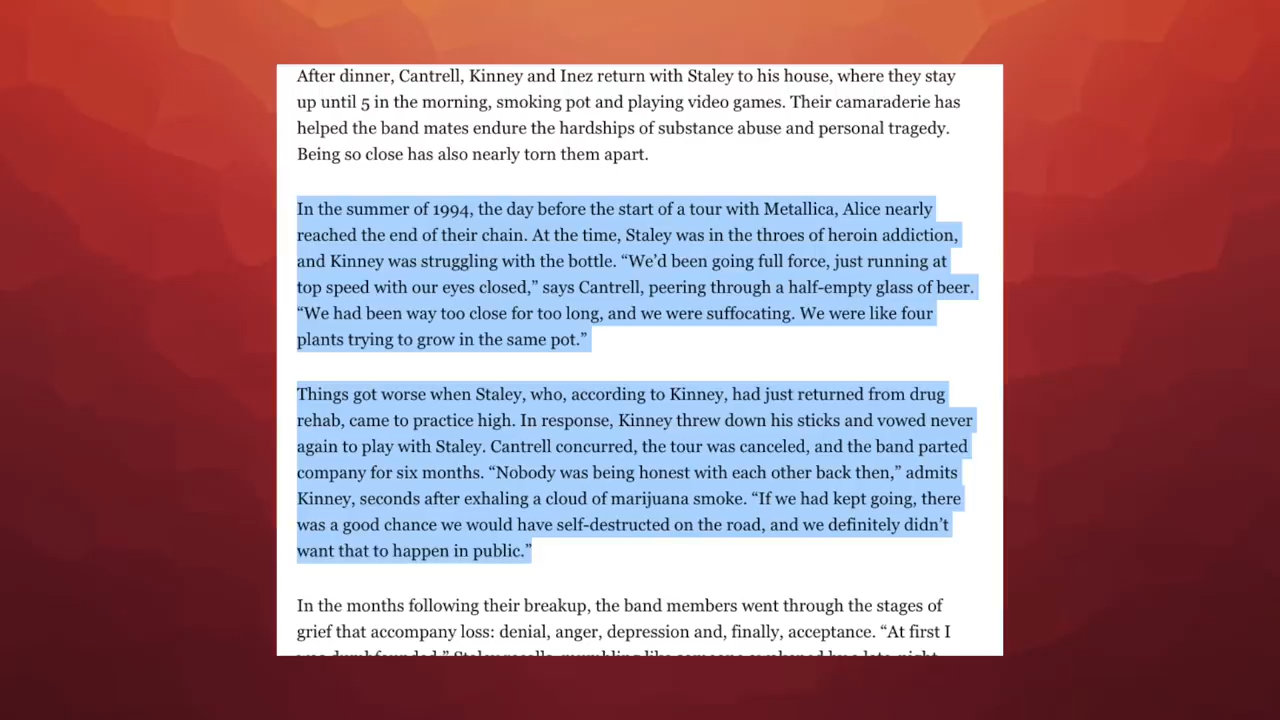 After dinner, Cantrell, Kinney and Inez return with Staley to his house, where they stay
up until 5 in the morning, smoking pot and playing video games. Their camaraderie has
helped the band mates endure the hardships of substance abuse and personal tragedy.
Being so close has also nearly torn them apart.
In the summer of 1994, the day before the start of a tour with Metallica, Alice nearly
reached the end of their chain. At the time, Staley was in the throes of heroin addiction,
and Kinney was struggling with the bottle. “We’d been going full force, just running at
top speed with our eyes closed,” says Cantrell, peering through a half-empty glass of beer.
“We had been way too close for too long, and we were suffocating. We were like four
plants trying to grow in the same pot.”
Things got worse when Staley, who, according to Kinney, had just returned from drug
rehab, came to practice high. In response, Kinney threw down his sticks and vowed never
again to play with Staley. Cantrell concurred, the tour was canceled, and the band parted
company for six months. “Nobody was being honest with each other back then,” admits
Kinney, seconds after exhaling a cloud of marijuana smoke. “If we had kept going, there
was a good chance we would have self-destructed on the road, and we definitely didn’t
want that to happen in public.”
In the months following their breakup, the band members went through the stages of
grief that accompany loss: denial, anger, depression and, finally, acceptance. “At first I